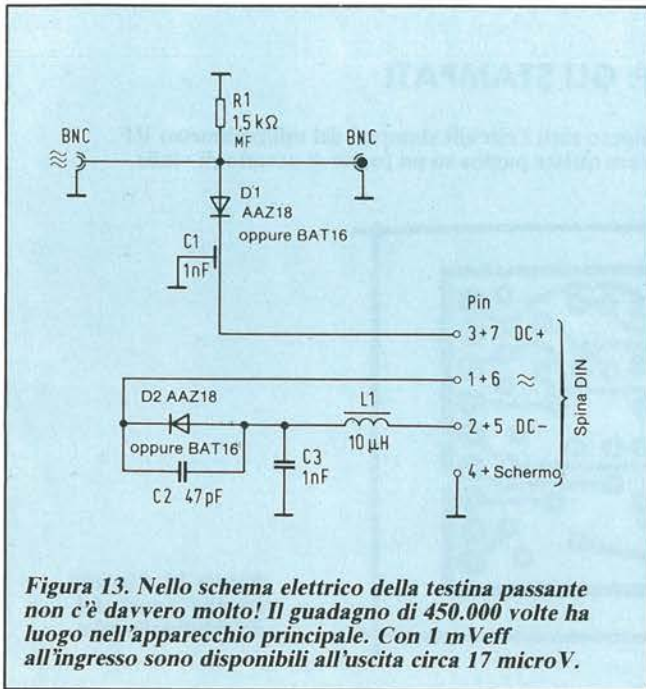 R1
1,5 kΩ
MF
BNC
BNC
≈
D1
AAZ18
oppure BAT16
C1
1nF
Pin
3+7 DC+
1+6 ≈
D2 AAZ18
L1
2+5 DC-
oppure BAT16
10 μH
C3
1nF
C2 47pF
4 + Schermo
Spina DIN
Figura 13. Nello schema elettrico della testina passante
non c'è davvero molto! Il guadagno di 450.000 volte ha
luogo nell'apparecchio principale. Con 1 mVeff
all'ingresso sono disponibili all'uscita circa 17 microV.